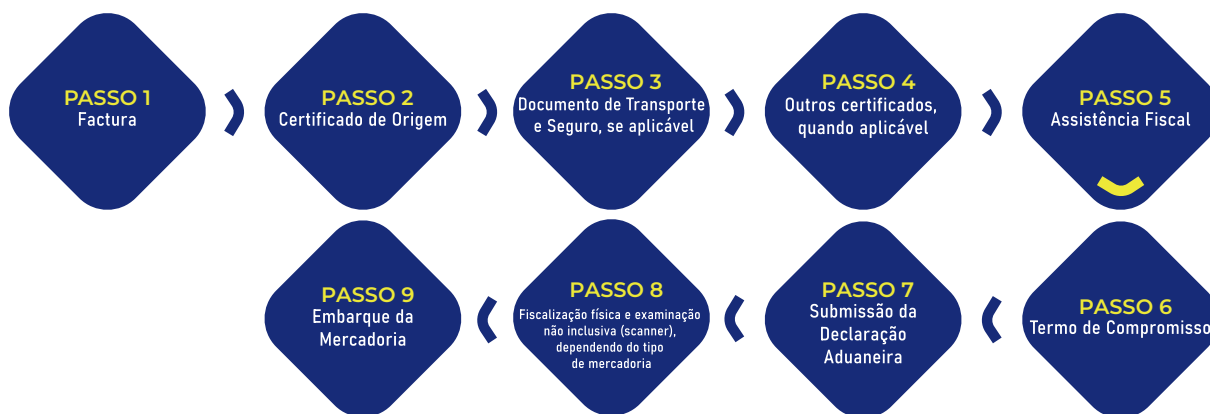 PASSO 1
Factura
PASSO 2
Certificado de Origem
PASSO 3
Documento de Transporte
e Seguro, se aplicável
PASSO 4
Outros certificados,
quando aplicável
PASSO 5
Assistência Fiscal
PASSO 6
Termo de Compromisso
PASSO 7
Submissão da
Declaração
Aduaneira
PASSO 8
Fiscalização física e examinação
não inclusiva (scanner),
dependendo do tipo
de mercadoria
PASSO 9
Embarque da
Mercadoria